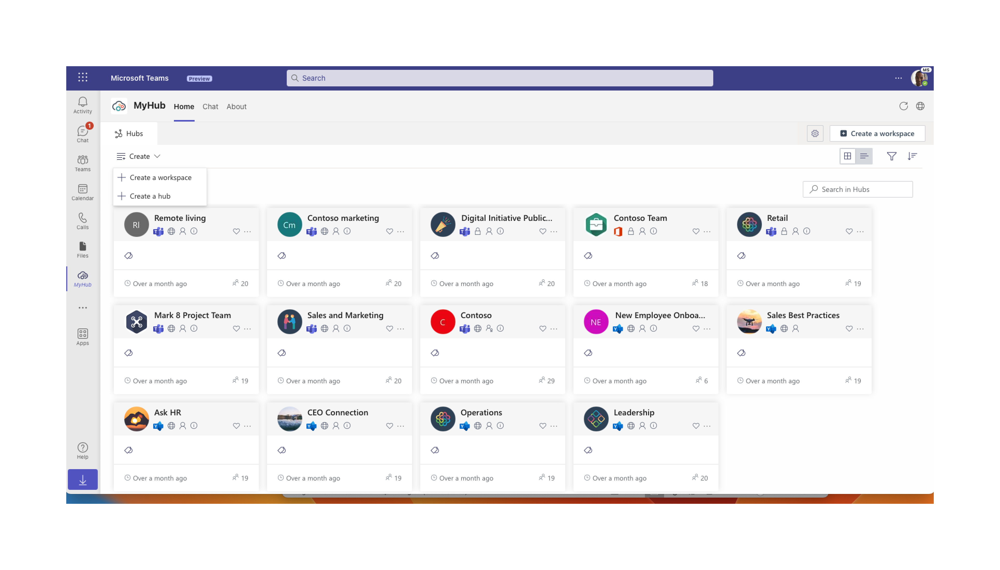 Microsoft Teams Preview Search MS
Activity
MyHub Home Chat About
1
Chat
Hubs Create a workspace
Teams
Create
Create a workspace
Create a hub
Calendar
Search in Hubs
Calls
Rl Remote living
Cm Contoso marketing
Digital Initiative Public...
Contoso Team
Retail
Files
MyHub
Over a month ago 20
Over a month ago 20
Over a month ago 20
Over a month ago 18
Over a month ago 19
Mark 8 Project Team
Sales and Marketing
C Contoso
NE New Employee Onboa...
Sales Best Practices
Apps
Over a month ago 19
Over a month ago 20
Over a month ago 29
Over a month ago 6
Over a month ago 19
Ask HR
CEO Connection
Operations
Leadership
Help
Over a month ago 19
Over a month ago 19
Over a month ago 19
Over a month ago 20